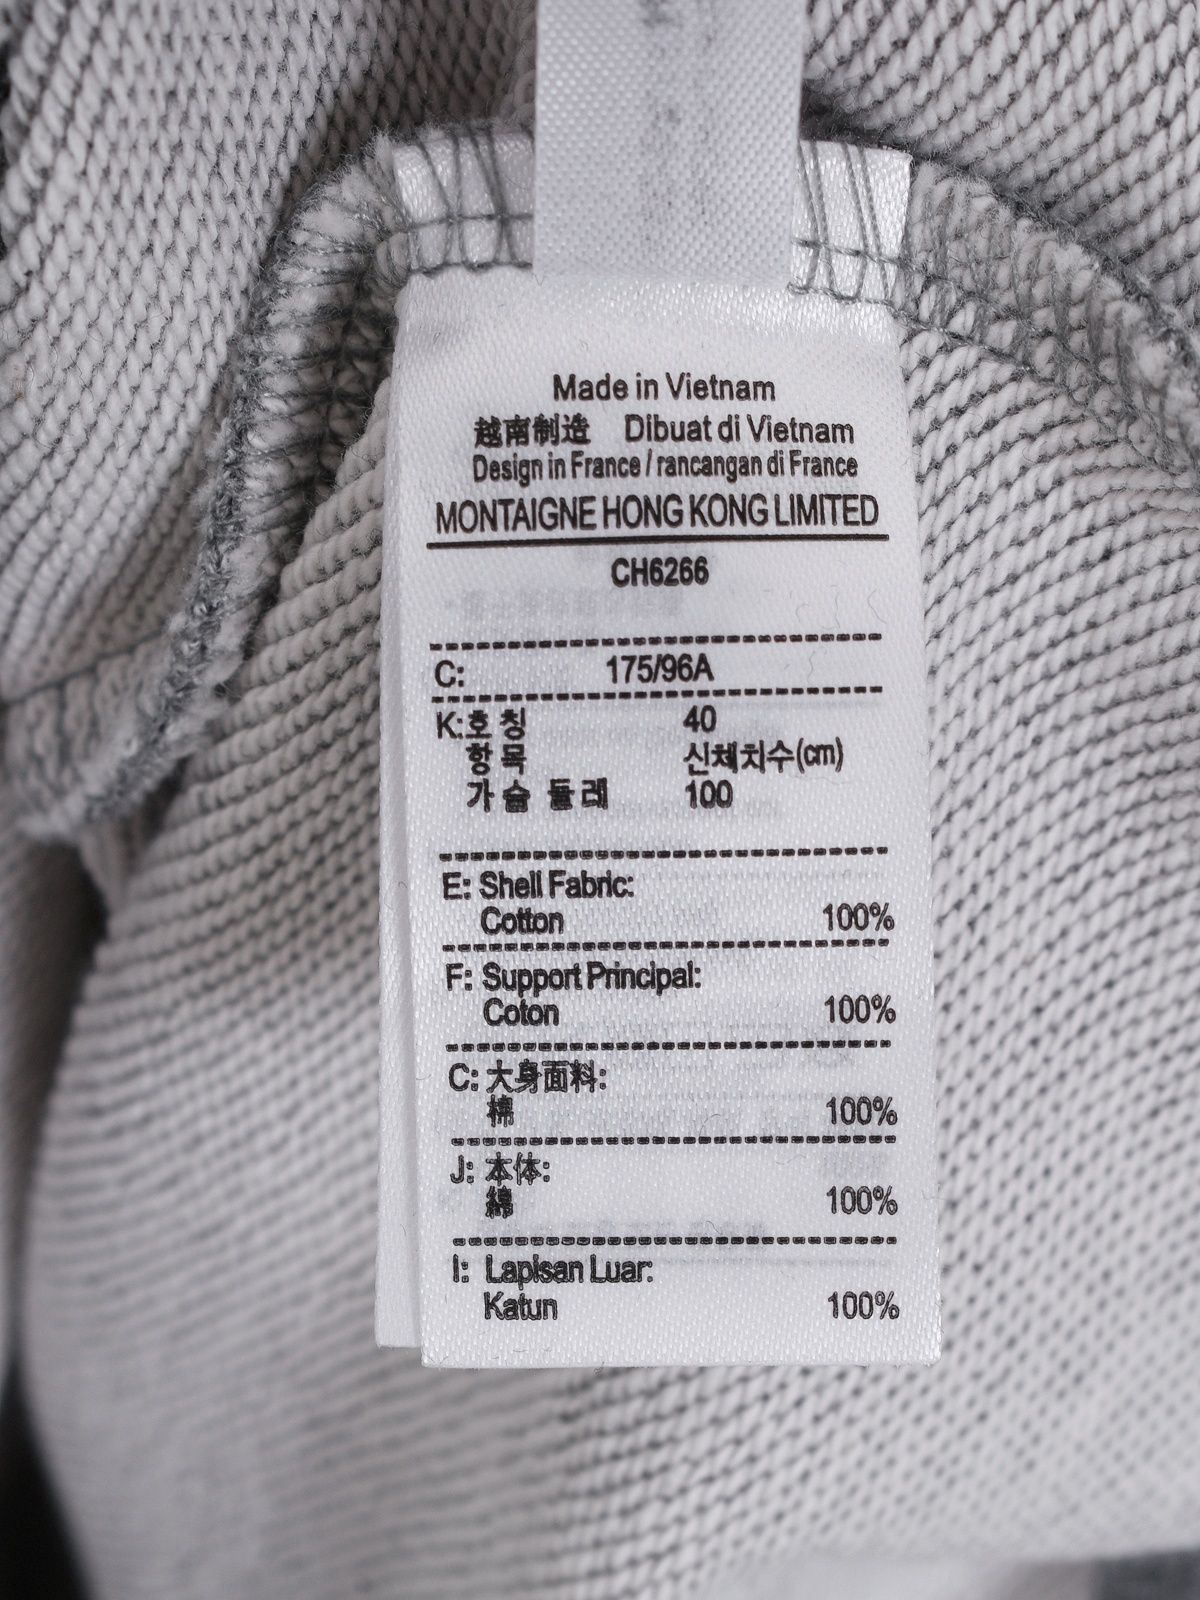 Made in Vietnam
越南制造 Dibuat di Vietnam
Design in France / rancangan di France
MONTAIGNE HONG KONG LIMITED
CH6266
C: 175/96A
K:호 칭 40
항 목 신체치수(cm)
가 슴 둘 레 100
E: Shell Fabric:
Cotton 100%
F: Support Principal:
Coton 100%
C: 大身面料:
棉 100%
J: 本体:
綿 100%
I: Lapisan Luar:
Katun 100%